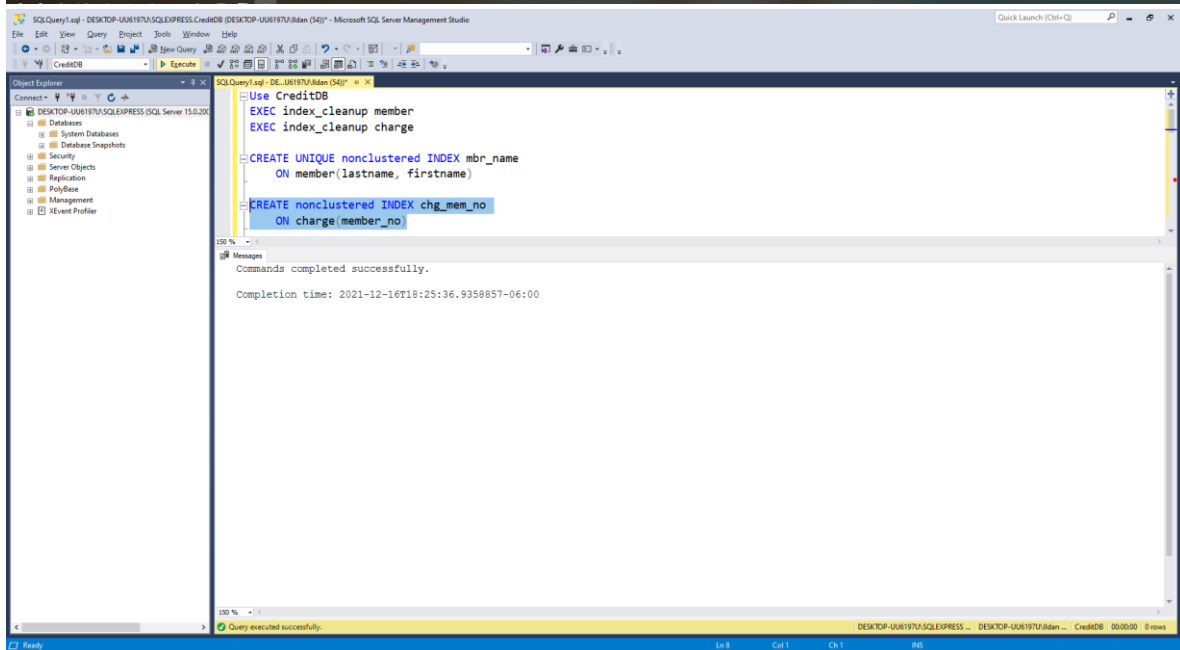 SQLQuery1.sql - DESKTOP-UU6197U\SQLEXPRESS.CreditDB (DESKTOP-UU6197U\Ildan (54))* - Microsoft SQL Server Management Studio
Quick Launch (Ctrl+Q)
File Edit View Query Project Tools Window Help
New Query
CreditDB
Execute
Object Explorer
SQLQuery1.sql - DE...U6197U\Ildan (54))*
Connect
DESKTOP-UU6197U\SQLEXPRESS (SQL Server 15.0.200
Databases
System Databases
Database Snapshots
Security
Server Objects
Replication
PolyBase
Management
XEvent Profiler
Use CreditDB
EXEC index_cleanup member
EXEC index_cleanup charge
CREATE UNIQUE nonclustered INDEX mbr_name
ON member(lastname, firstname)
CREATE nonclustered INDEX chg_mem_no
ON charge(member_no)
150 %
Messages
Commands completed successfully.
Completion time: 2021-12-16T18:25:36.9358857-06:00
150 %
Query executed successfully.
DESKTOP-UU6197U\SQLEXPRESS ... DESKTOP-UU6197U\Ildan ... CreditDB 00:00:00 0 rows
Ready
Ln 8 Col 1 Ch 1 INS